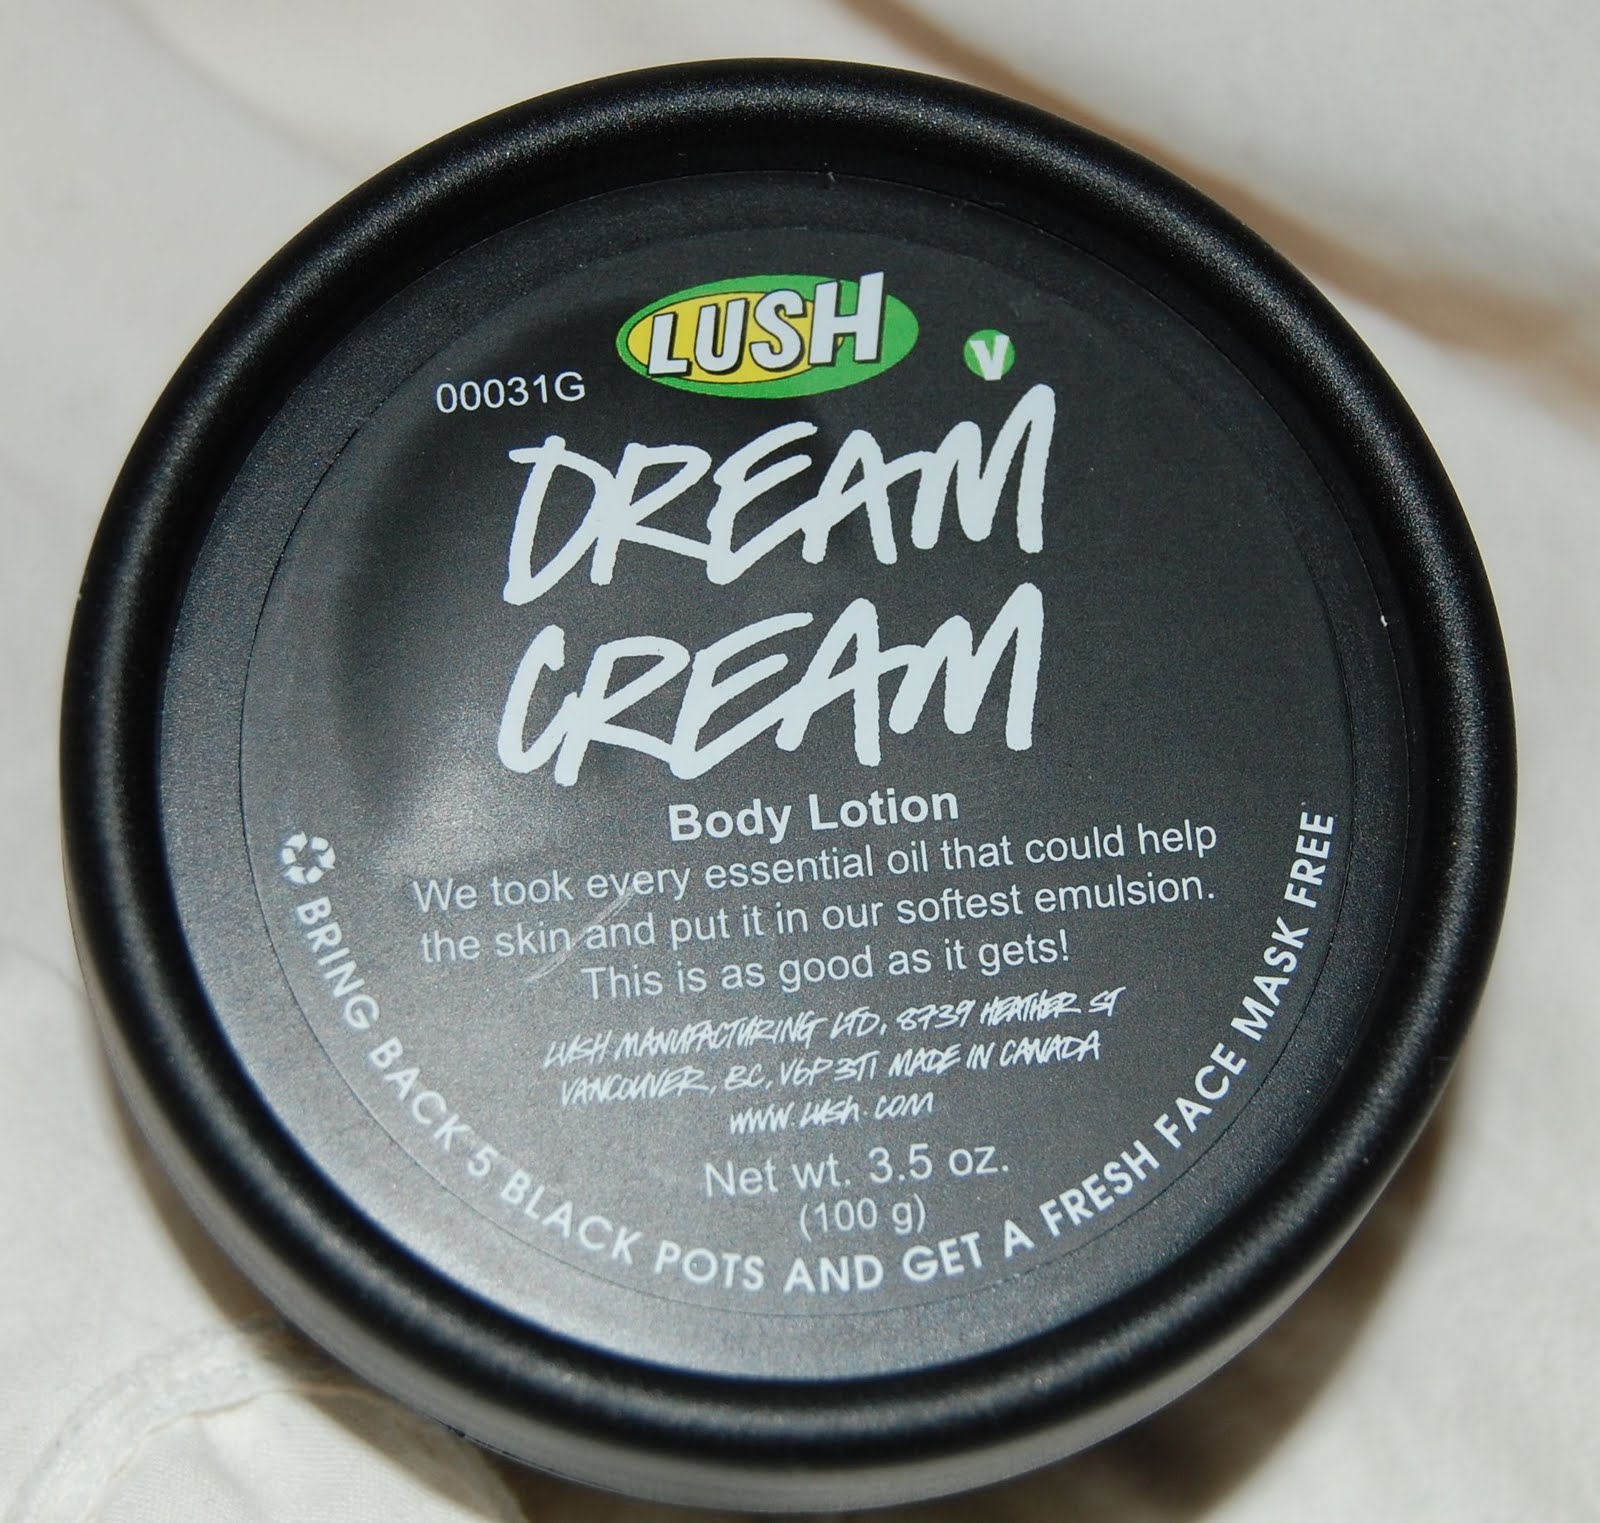 LUSH
V
00031G
DREAM
CREAM
Body Lotion
We took every essential oil that could help
the skin and put it in our softest emulsion.
This is as good as it gets!
LUSH MANUFACTURING LTD, 8739 HEATHER ST
VANCOUVER, BC, V6P 3T1 MADE IN CANADA
www.lush.com
Net wt. 3.5 oz.
(100 g)
BRING BACK 5 BLACK POTS AND GET A FRESH FACE MASK FREE